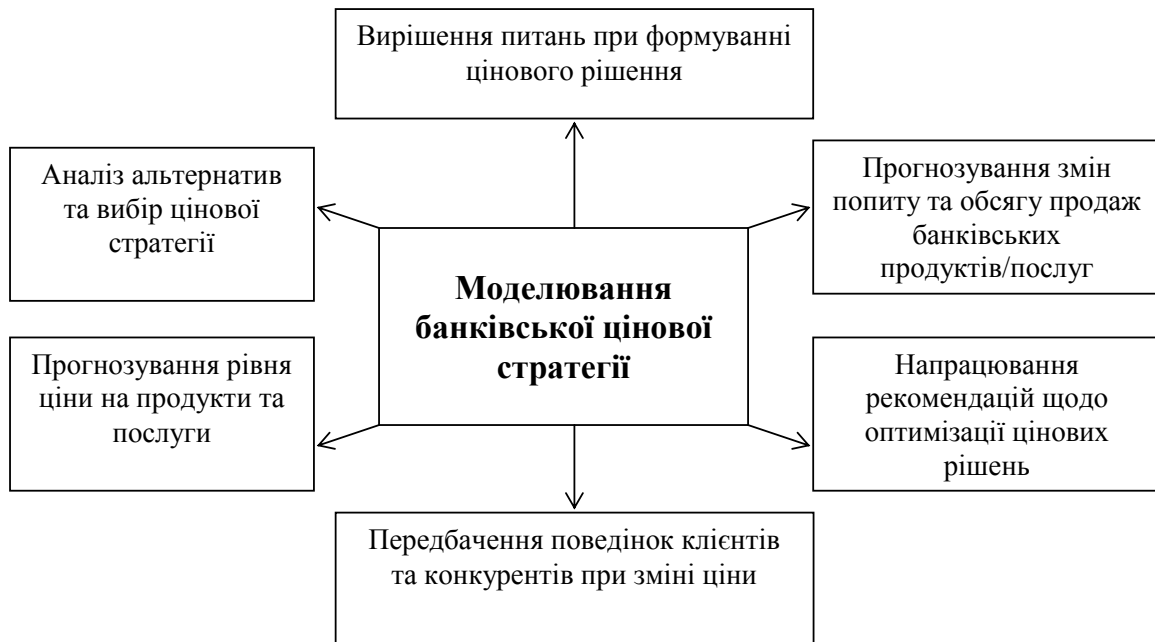 Вирішення питань при формуванні
цінового рішення
Аналіз альтернатив
та вибір цінової
стратегії
Прогнозування змін
попиту та обсягу продаж
банківських
продуктів/послуг
Моделювання
банківської цінової
стратегії
Прогнозування рівня
ціни на продукти та
послуги
Напрацювання
рекомендацій щодо
оптимізації цінових
рішень
Передбачення поведінок клієнтів
та конкурентів при зміні ціни